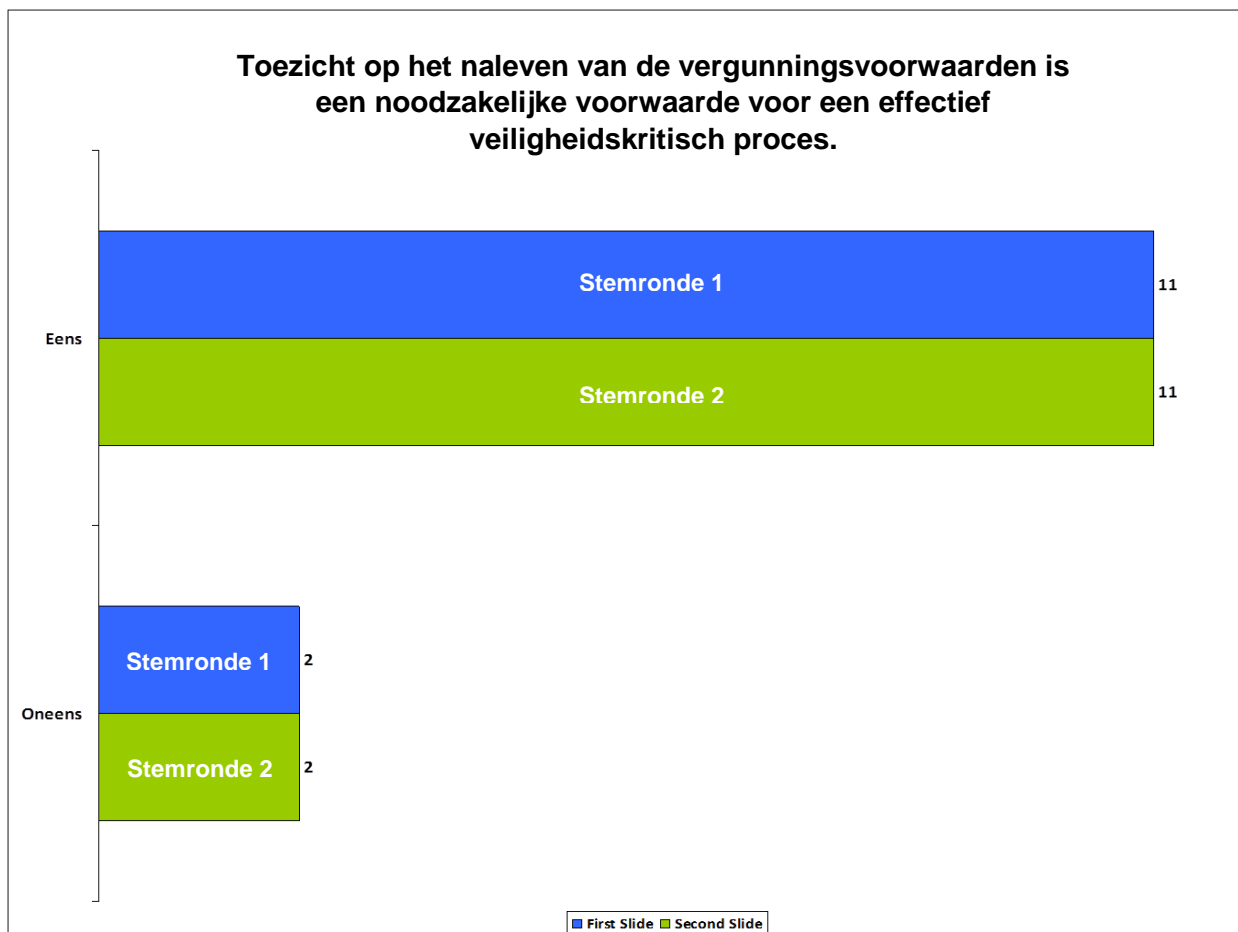 Toezicht op het naleven van de vergunningsvoorwaarden is
een noodzakelijke voorwaarde voor een effectief
veiligheidskritisch proces.
Stemronde 1
11
Eens
Stemronde 2
11
Stemronde 1
2
Oneens
Stemronde 2
2
First Slide Second Slide